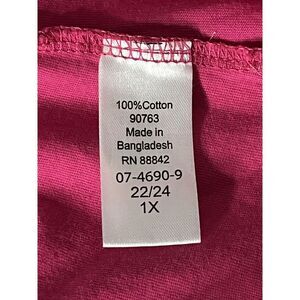 100%Cotton
90763
Made in
Bangladesh
RN 88842
07-4690-9
22/24
1X